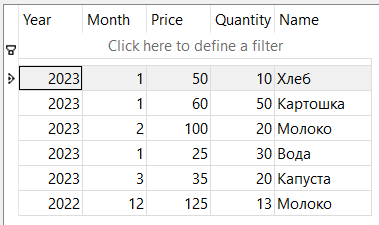 Year Month Price Quantity Name
Click here to define a filter
2023 1 50 10 Хлеб
2023 1 60 50 Картошка
2023 2 100 20 Молоко
2023 1 25 30 Вода
2023 3 35 20 Капуста
2022 12 125 13 Молоко